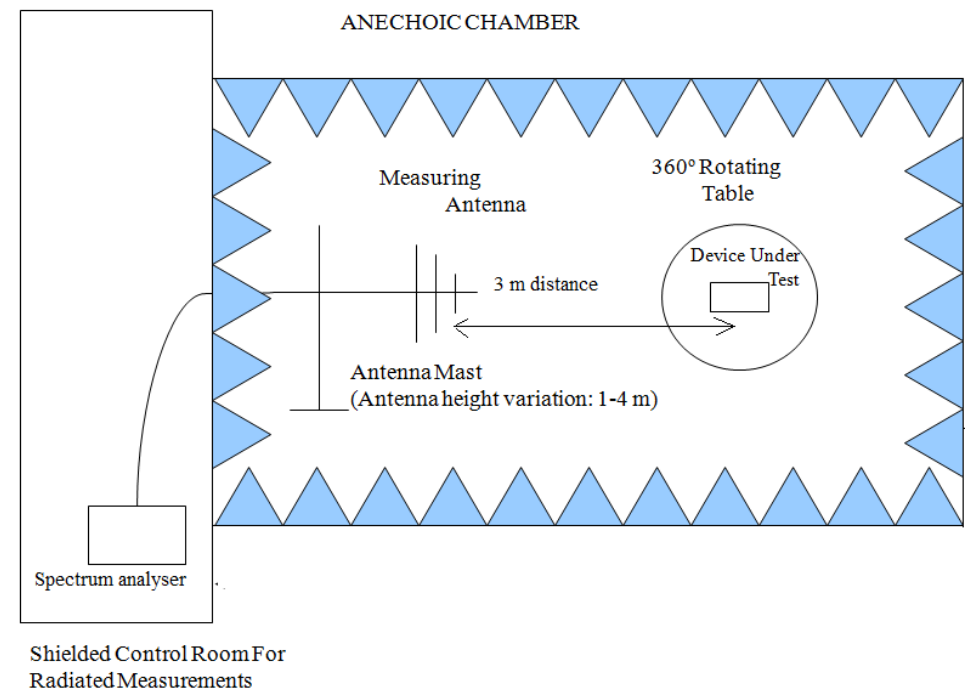 ANECHOIC CHAMBER
Measuring
Antenna
360º Rotating
Table
Device Under
Test
3 m distance
Antenna Mast
(Antenna height variation: 1-4 m)
Spectrum analyser
Shielded Control Room For
Radiated Measurements